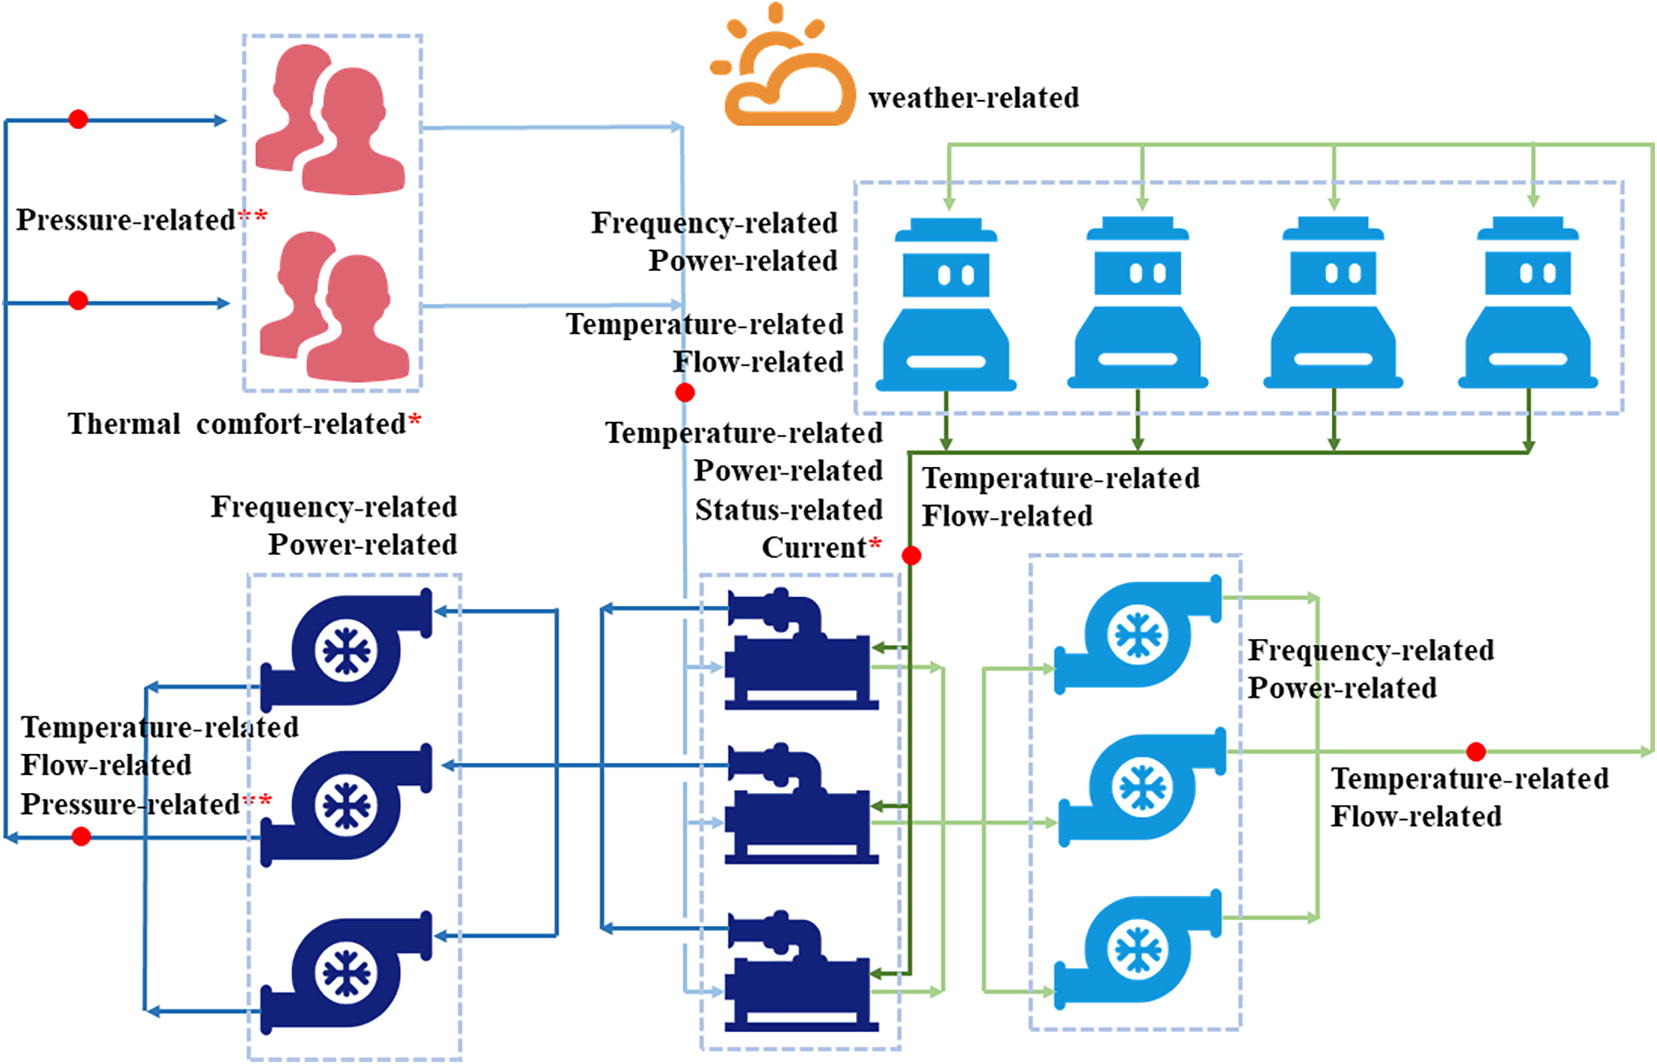 weather-related
Pressure-related**
Frequency-related
Power-related
Temperature-related
Flow-related
Thermal comfort-related*
Temperature-related
Power-related
Status-related
Current*
Temperature-related
Flow-related
Frequency-related
Power-related
Frequency-related
Power-related
Temperature-related
Flow-related
Pressure-related**
Temperature-related
Flow-related